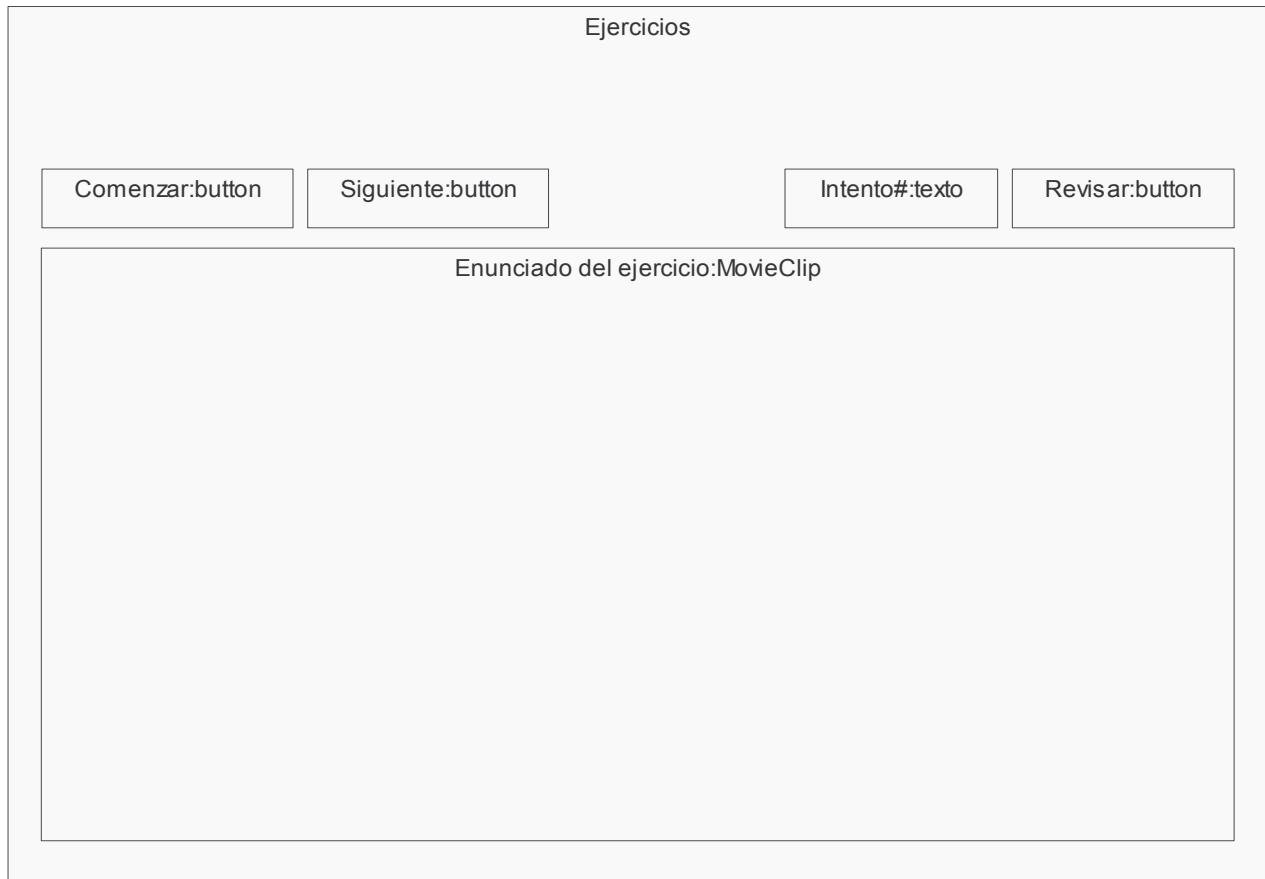 Ejercicios
Comenzar:button
Siguiente:button
Intento#:texto
Revisar:button
Enunciado del ejercicio:MovieClip